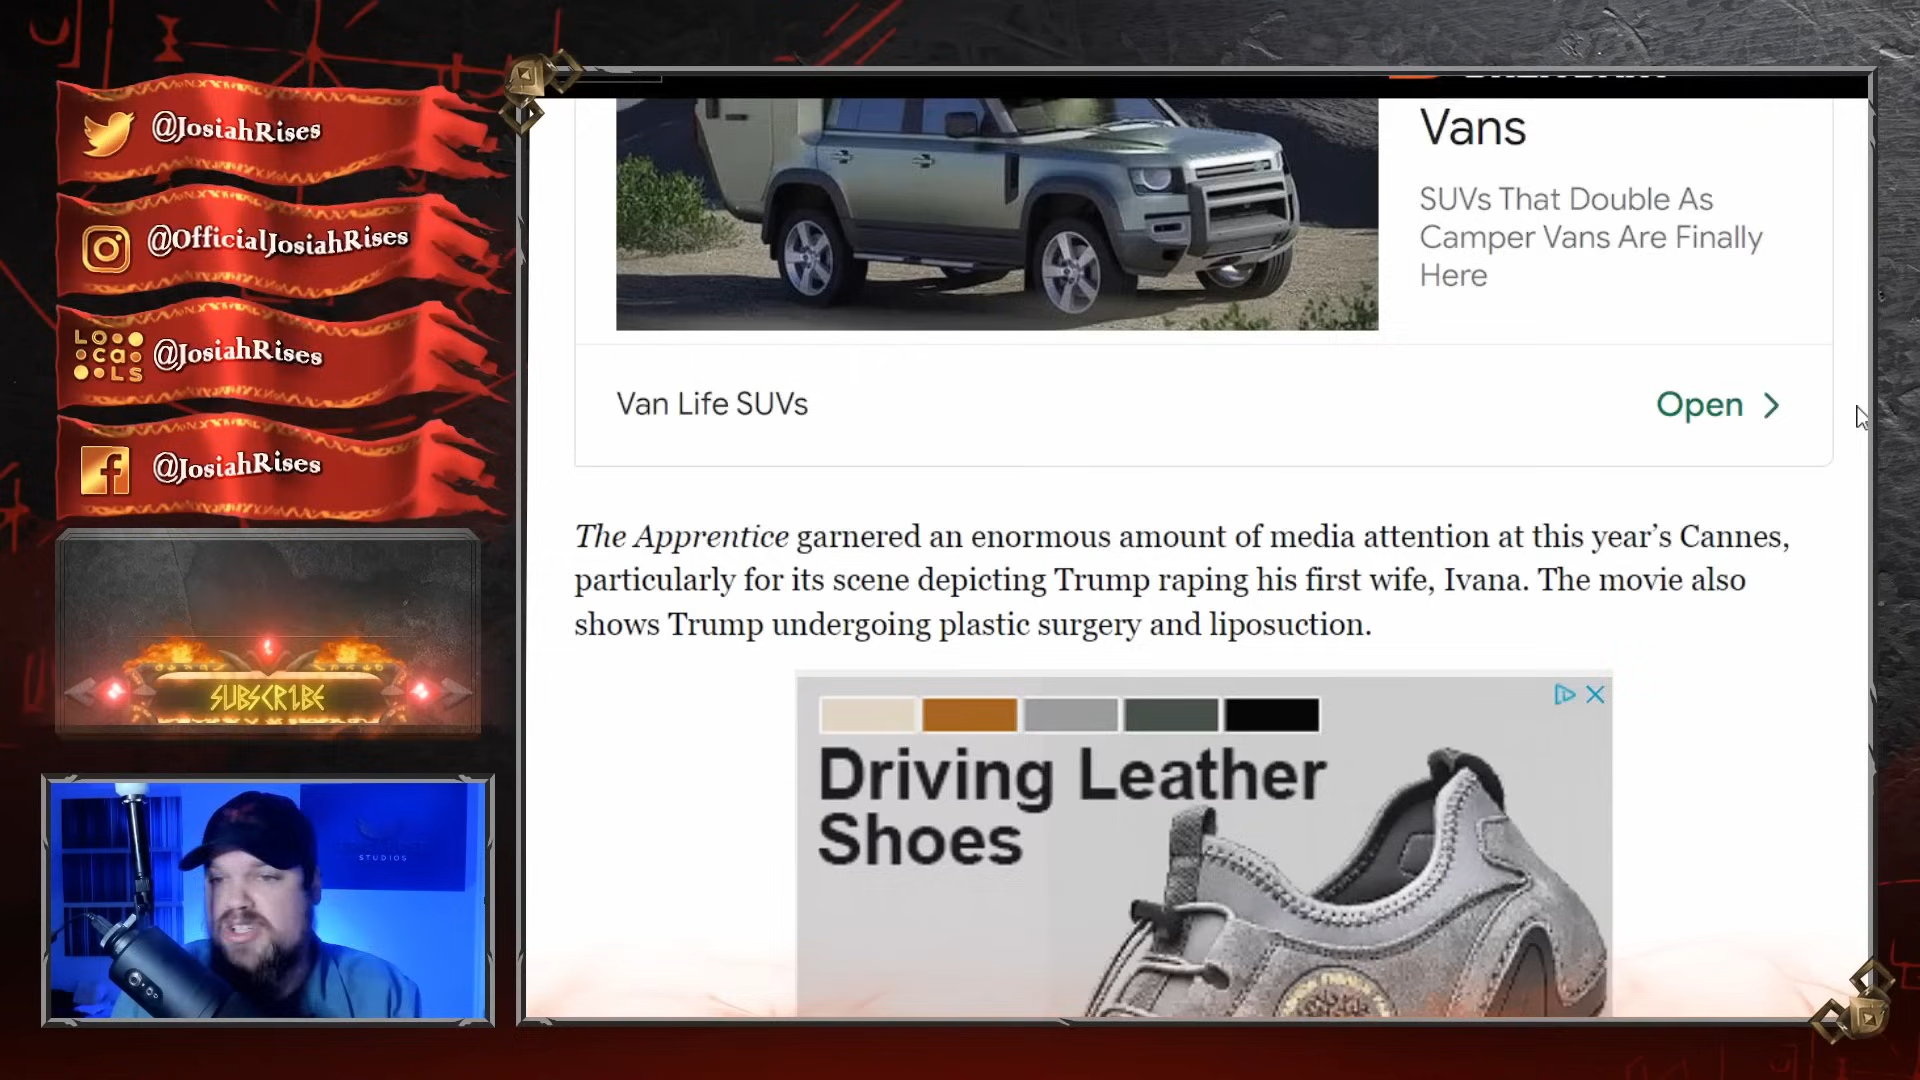 @JosiahRises
@OfficialJosiahRises
LOCALS
@JosiahRises
@JosiahRises
SUBSCRIBE
STUDIOS
Vans
SUVs That Double As
Camper Vans Are Finally
Here
Van Life SUVs
Open
The Apprentice garnered an enormous amount of media attention at this year’s Cannes,
particularly for its scene depicting Trump raping his first wife, Ivana. The movie also
shows Trump undergoing plastic surgery and liposuction.
Driving Leather
Shoes